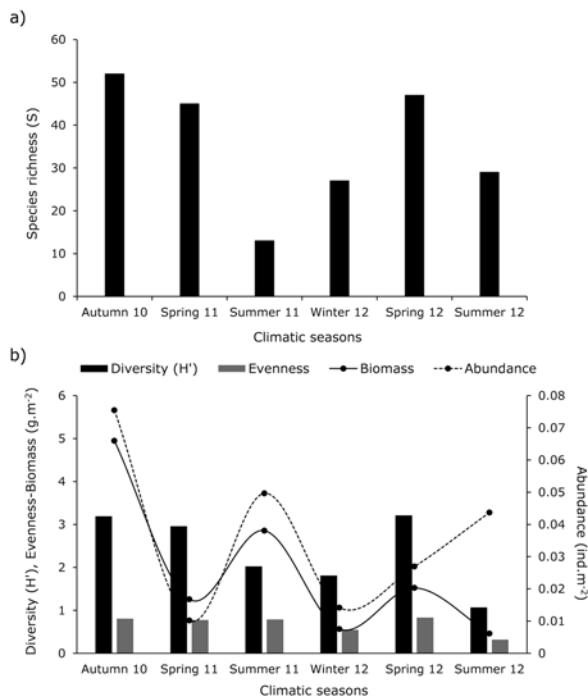 a)
Species richness (S)
60
50
40
30
20
10
0
Autumn 10 Spring 11 Summer 11 Winter 12 Spring 12 Summer 12
Climatic seasons
b)
Diversity (H') Evenness Biomass Abundance
Diversity (H'), Evenness-Biomass (g.m⁻²)
6
5
4
3
2
1
0
0.08
0.07
0.06
0.05
0.04
0.03
0.02
0.01
0
Abundance (ind.m⁻²)
Autumn 10 Spring 11 Summer 11 Winter 12 Spring 12 Summer 12
Climatic seasons